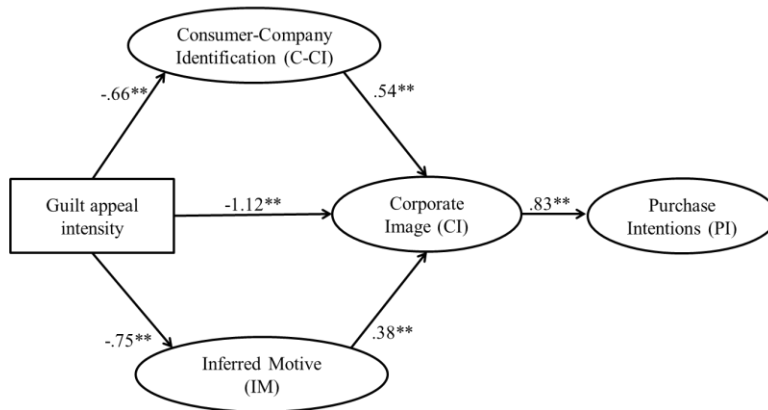 Consumer-Company
Identification (C-CI)
-.66**
.54**
Guilt appeal
intensity
-1.12**
Corporate
Image (CI)
.83**
Purchase
Intentions (PI)
-.75**
.38**
Inferred Motive
(IM)